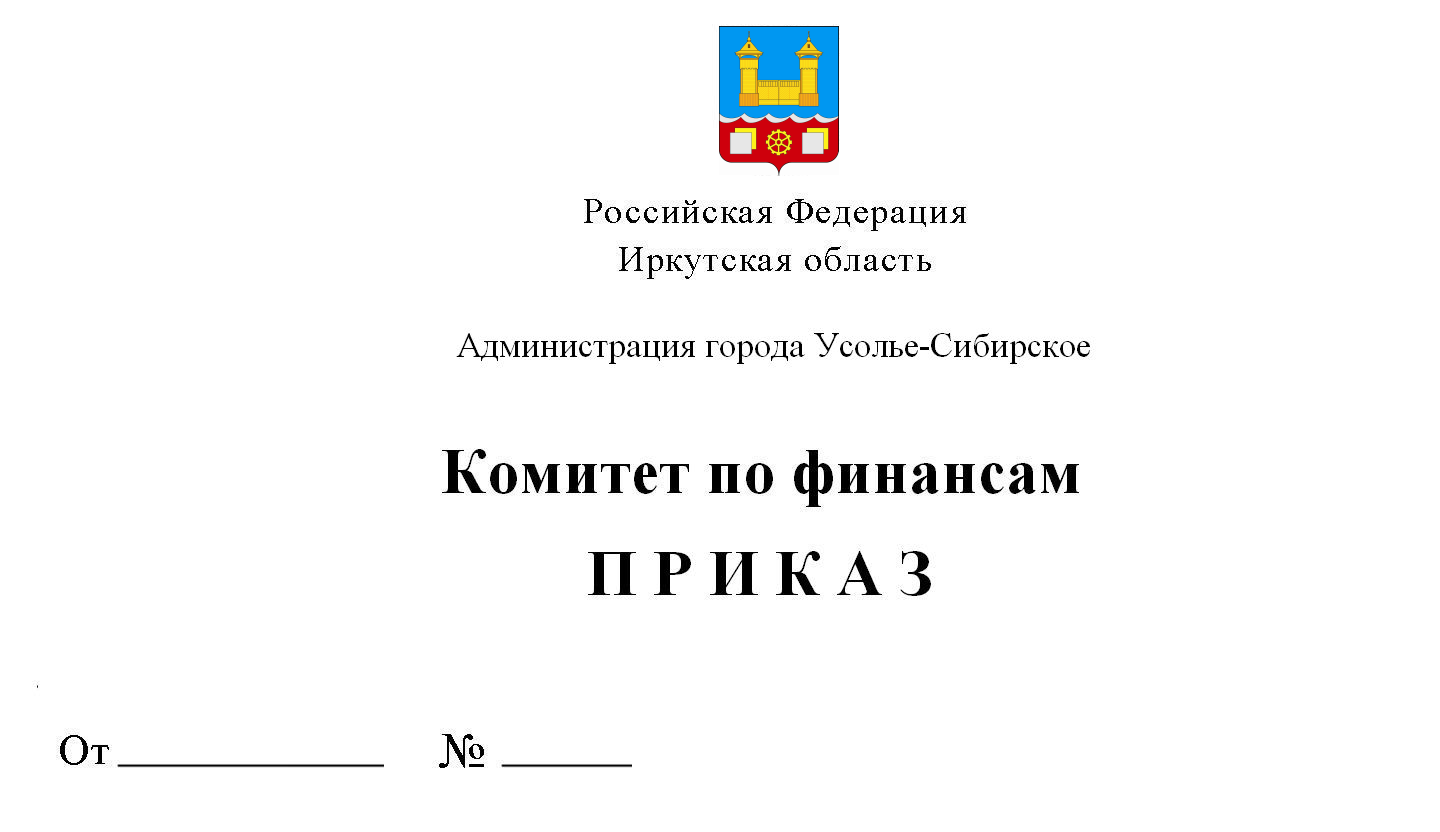 Российская Федерация
Иркутская область
Администрация города Усолье-Сибирское
Комитет по финансам
П Р И К А З
От ____________ № ______